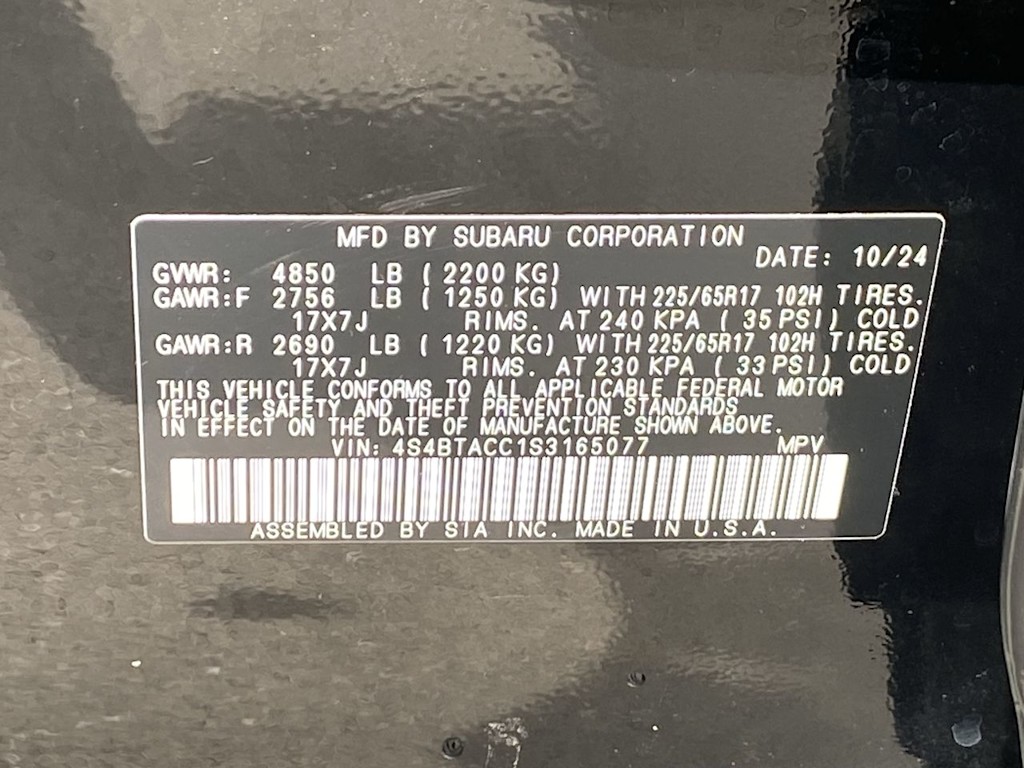 MFD BY SUBARU CORPORATION
DATE: 10/24
GVWR: 4850 LB ( 2200 KG)
GAWR:F 2756 LB ( 1250 KG) WITH 225/65R17 102H TIRES.
17X7J RIMS. AT 240 KPA ( 35 PSI) COLD
GAWR:R 2690 LB ( 1220 KG) WITH 225/65R17 102H TIRES.
17X7J RIMS. AT 230 KPA ( 33 PSI) COLD
THIS VEHICLE CONFORMS TO ALL APPLICABLE FEDERAL MOTOR
VEHICLE SAFETY AND THEFT PREVENTION STANDARDS
IN EFFECT ON THE DATE OF MANUFACTURE SHOWN ABOVE.
VIN: 4S4BTACC1S3165077 MPV
ASSEMBLED BY SIA INC. MADE IN U.S.A.